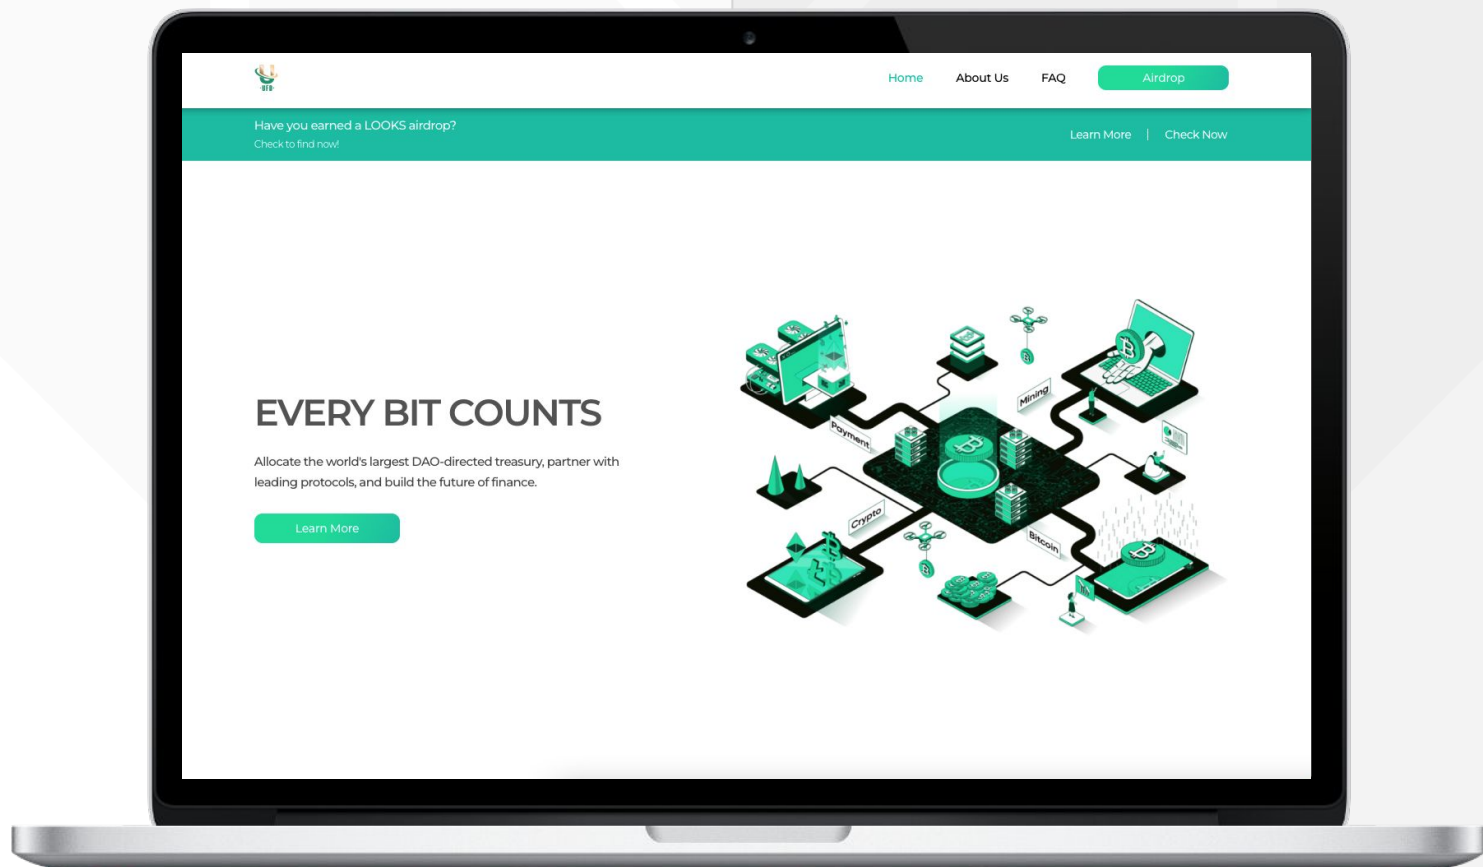 Home
About Us
FAQ
Airdrop
Have you earned a LOOKS airdrop?
Check to find now!
Learn More
Check Now
EVERY BIT COUNTS
Allocate the world's largest DAO-directed treasury, partner with
leading protocols, and build the future of finance.
Learn More
Payment
Mining
Crypto
Bitcoin